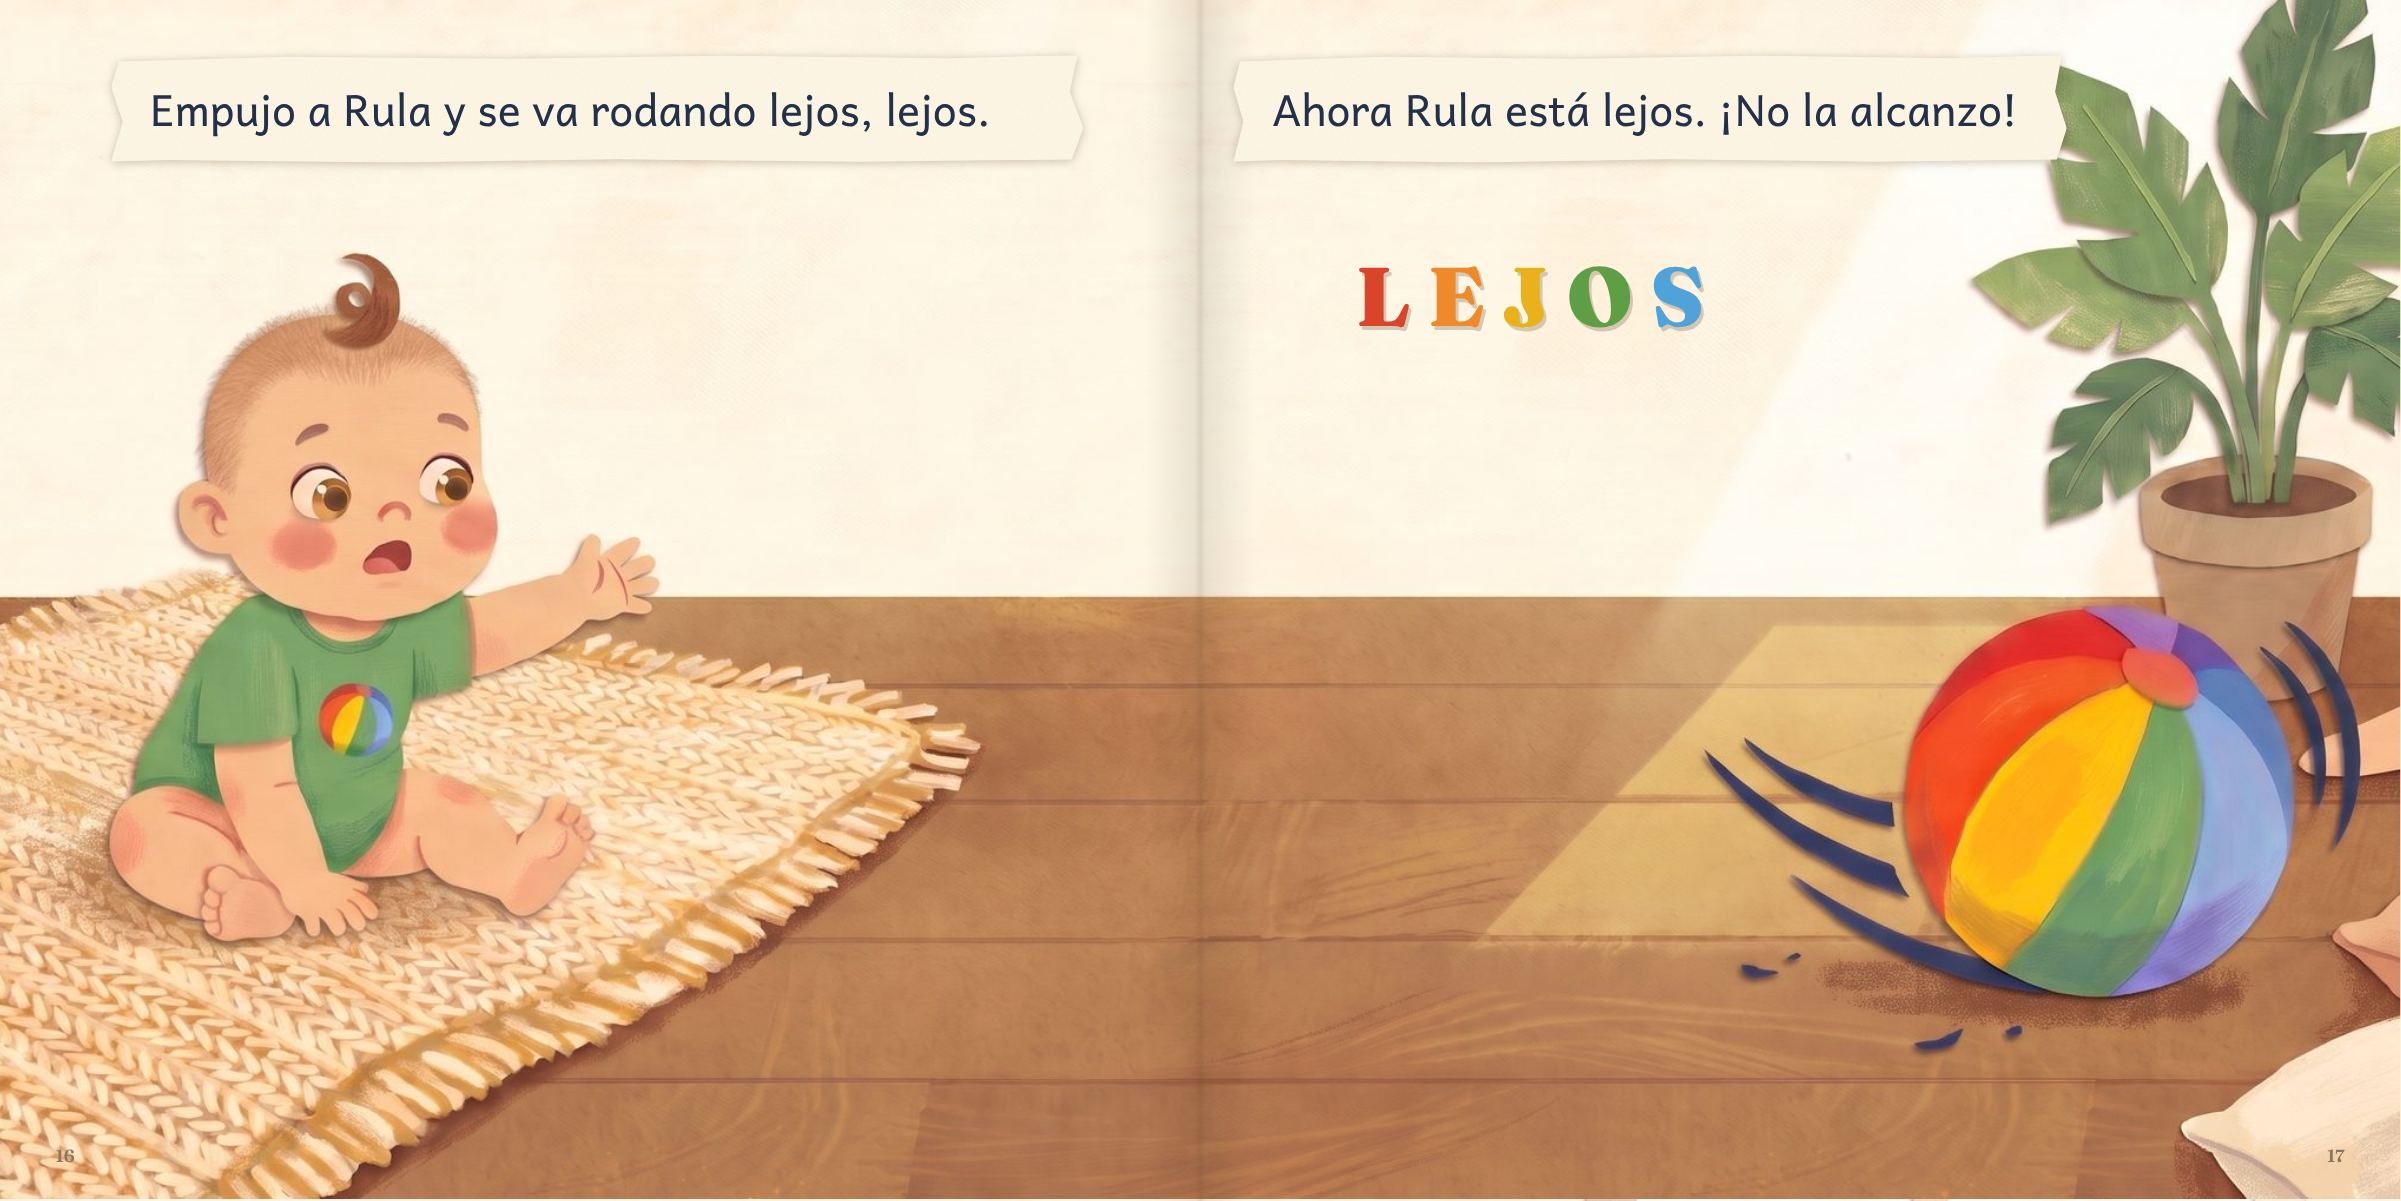 Empujo a Rula y se va rodando lejos, lejos.
Ahora Rula está lejos. ¡No la alcanzo!
LEJOS
16
17